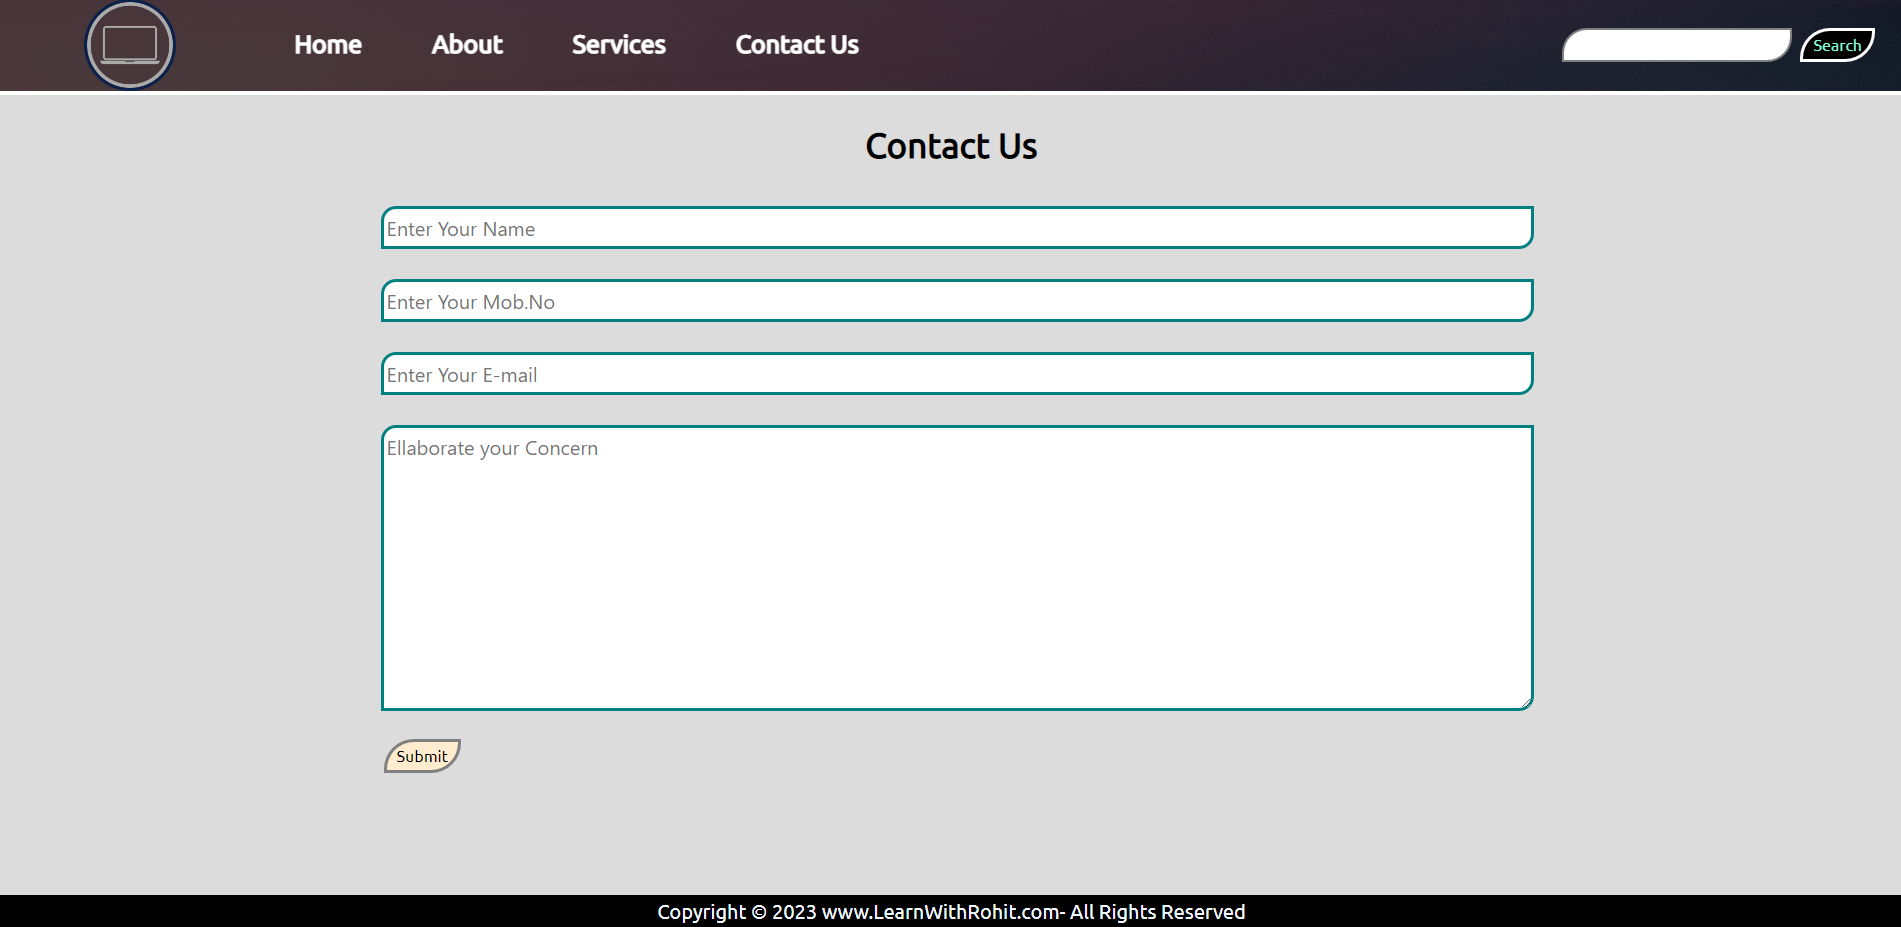 Home About Services Contact Us Search
Contact Us
Enter Your Name
Enter Your Mob.No
Enter Your E-mail
Ellaborate your Concern
Submit
Copyright © 2023 www.LearnWithRohit.com- All Rights Reserved